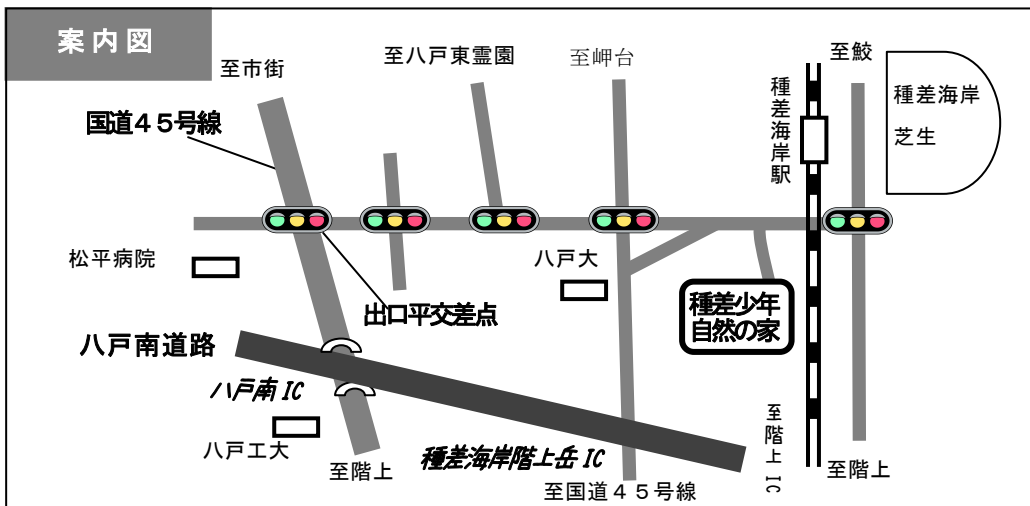 案内図
至市街
至八戸東霊園
至岬台
至鮫
種差海岸駅
種差海岸
芝生
国道４５号線
松平病院
八戸大
出口平交差点
種差少年
自然の家
八戸南道路
八戸南IC
八戸工大
至階上
種差海岸階上岳IC
至国道４５号線
至階上IC
至階上